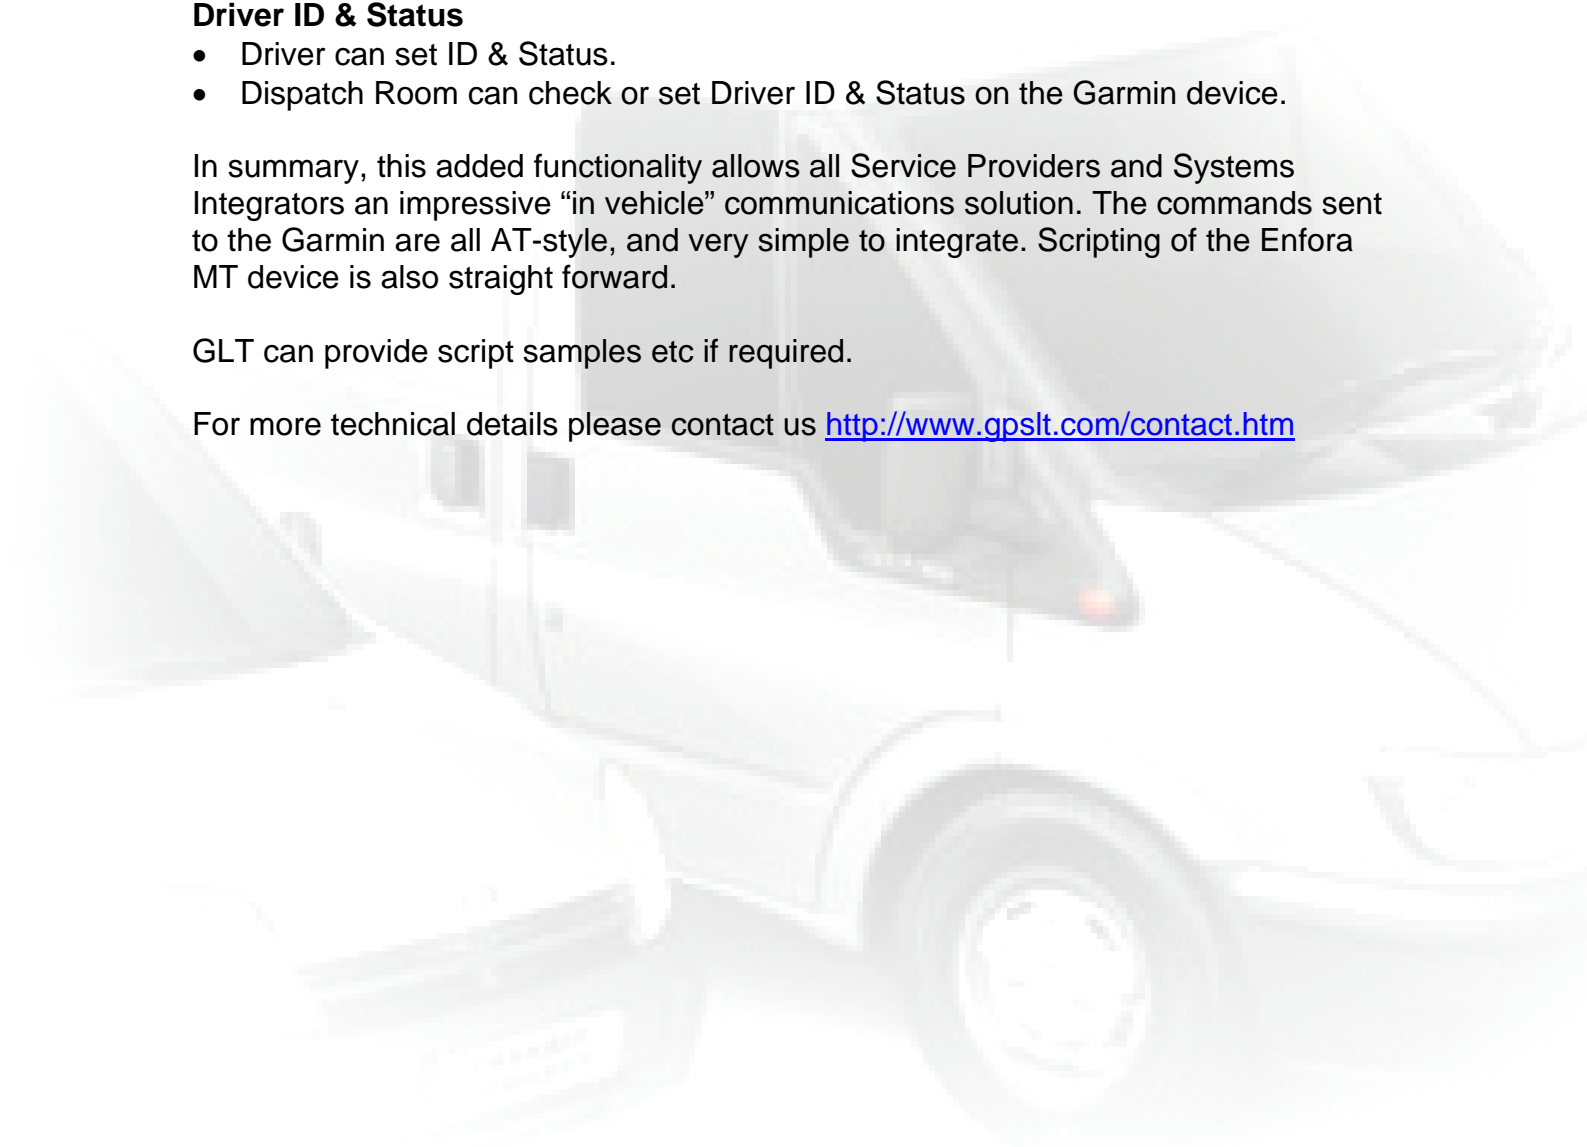 Driver ID & Status
• Driver can set ID & Status.
• Dispatch Room can check or set Driver ID & Status on the Garmin device.
In summary, this added functionality allows all Service Providers and Systems
Integrators an impressive “in vehicle” communications solution. The commands sent
to the Garmin are all AT-style, and very simple to integrate. Scripting of the Enfora
MT device is also straight forward.
GLT can provide script samples etc if required.
For more technical details please contact us http://www.gpslt.com/contact.htm